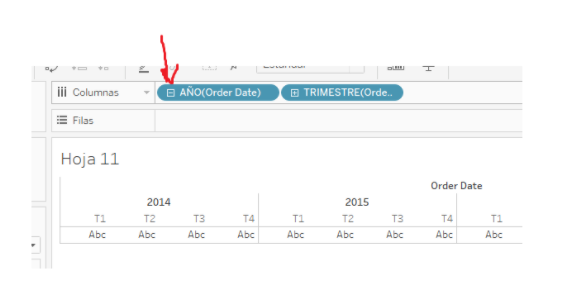 Estándar
Columnas AÑO(Order Date) TRIMESTRE(Orde..
Filas
Hoja 11
Order Date
2014 2015
T1 T2 T3 T4 T1 T2 T3 T4 T1
Abc Abc Abc Abc Abc Abc Abc Abc Abc